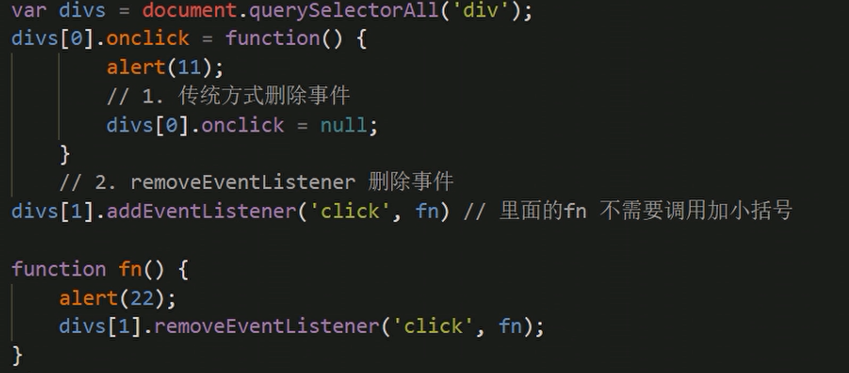 var divs = document.querySelectorAll('div');
divs[0].onclick = function() {
alert(11);
// 1. 传统方式删除事件
divs[0].onclick = null;
}
// 2. removeEventListener 删除事件
divs[1].addEventListener('click', fn) // 里面的fn 不需要调用加小括号
function fn() {
alert(22);
divs[1].removeEventListener('click', fn);
}